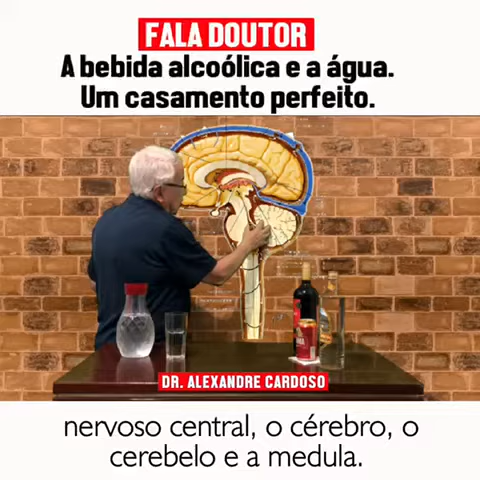 FALA DOUTOR
A bebida alcoólica e a água.
Um casamento perfeito.
DR. ALEXANDRE CARDOSO
nervoso central, o cérebro, o
cerebelo e a medula.